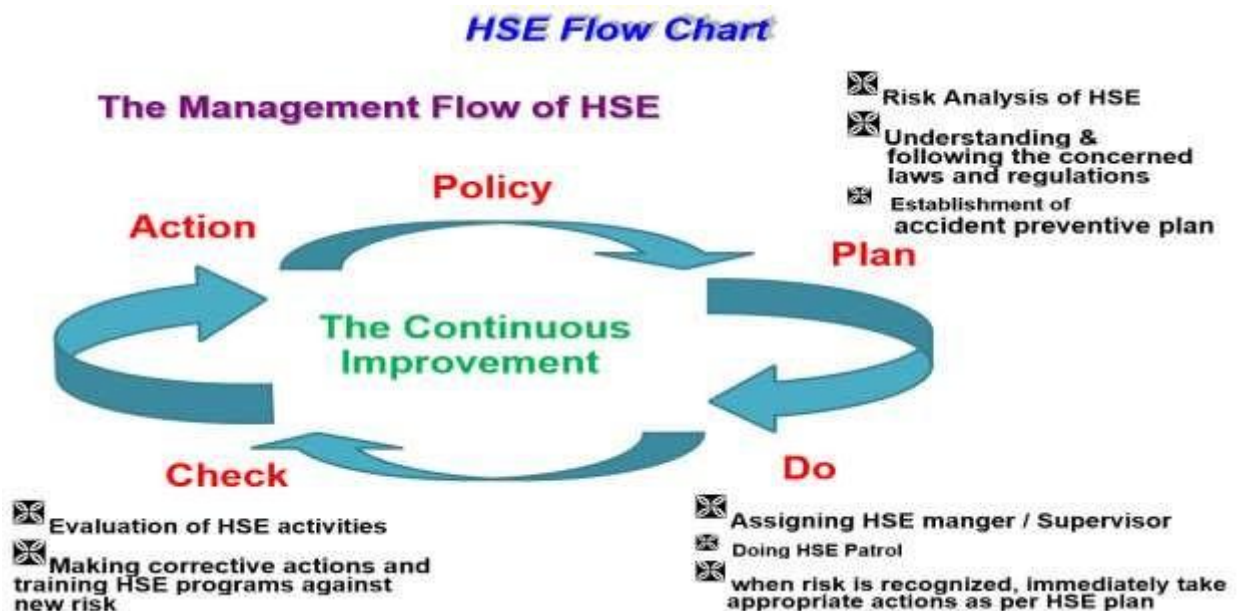 HSE Flow Chart
The Management Flow of HSE
Risk Analysis of HSE
Understanding &
following the concerned
laws and regulations
Establishment of
accident preventive plan
Policy
Action
Plan
The Continuous
Improvement
Check
Do
Evaluation of HSE activities
Making corrective actions and
training HSE programs against
new risk
Assigning HSE manger / Supervisor
Doing HSE Patrol
when risk is recognized, immediately take
appropriate actions as per HSE plan